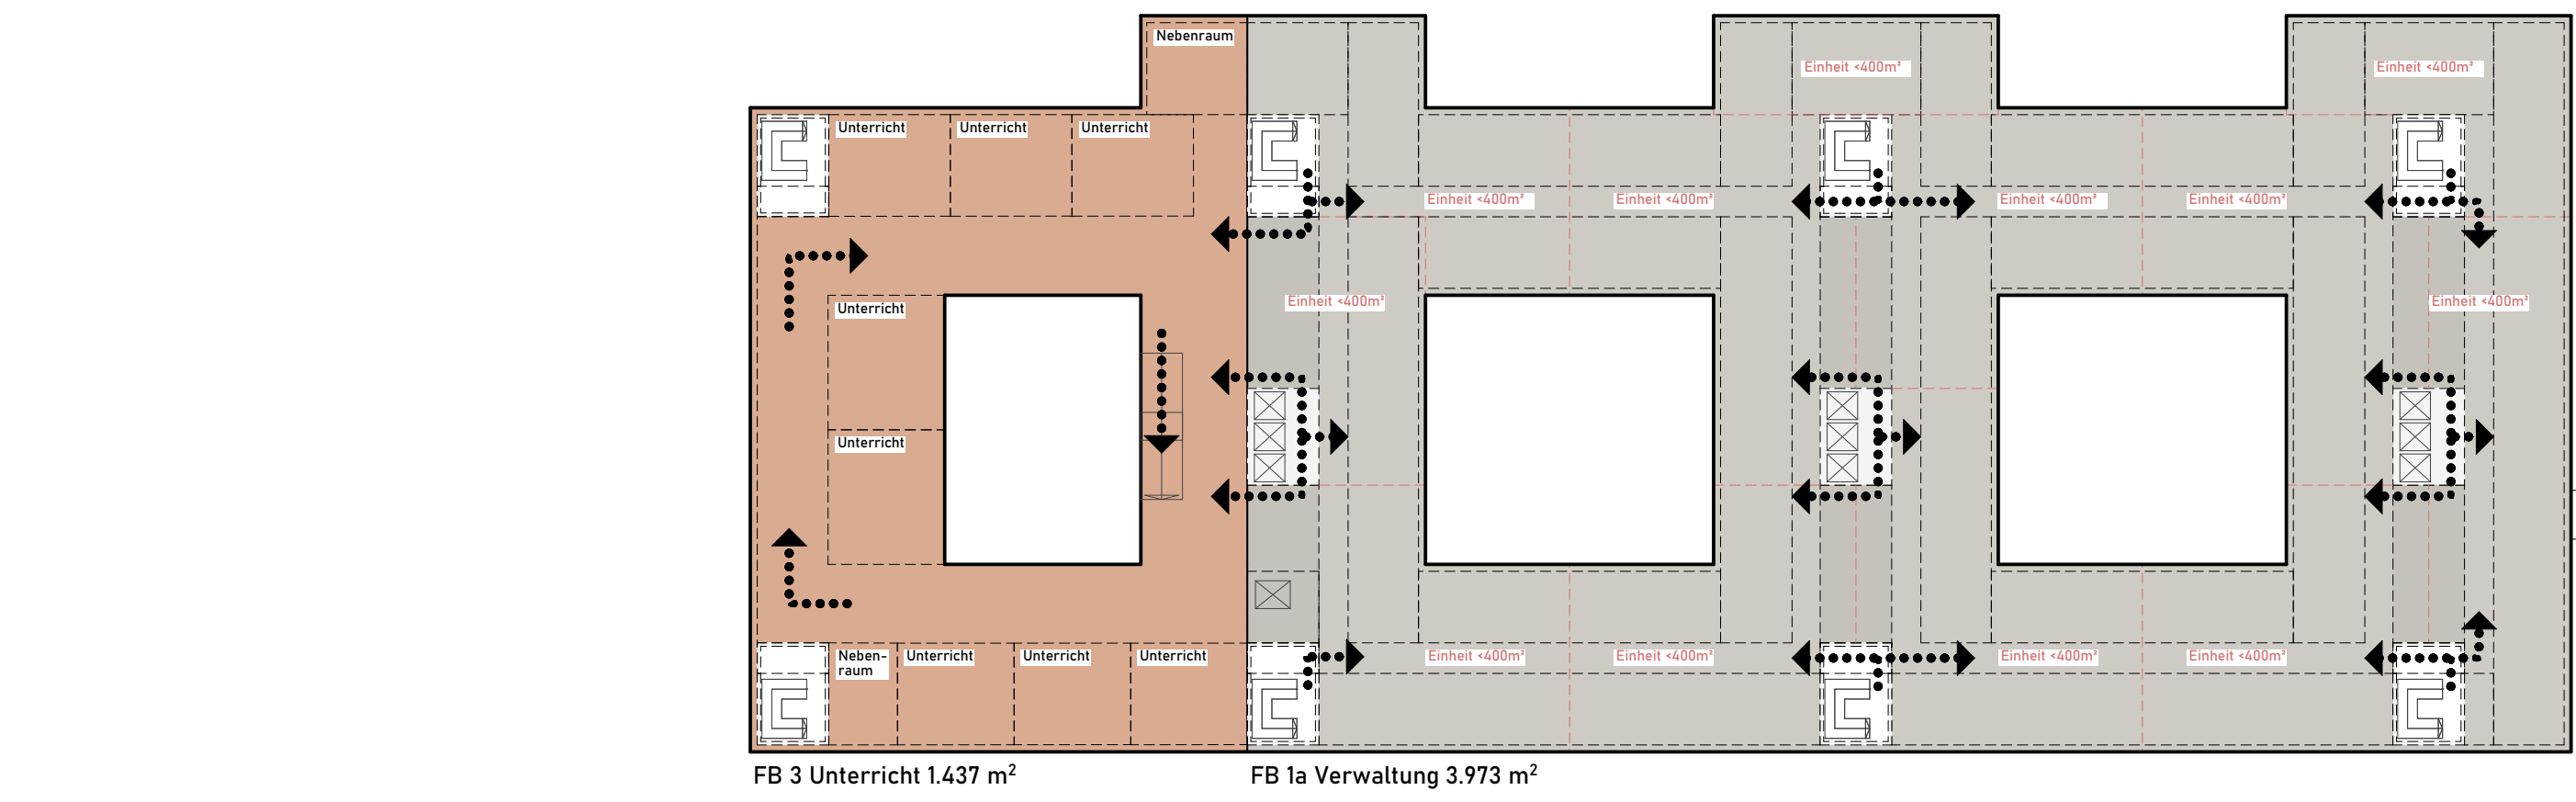 Nebenraum
Einheit <400m²
Einheit <400m²
Unterricht
Unterricht
Unterricht
Einheit <400m²
Einheit <400m²
Einheit <400m²
Einheit <400m²
Unterricht
Einheit <400m²
Einheit <400m²
Unterricht
Neben-
raum
Unterricht
Unterricht
Unterricht
Einheit <400m²
Einheit <400m²
Einheit <400m²
Einheit <400m²
FB 3 Unterricht 1.437 m²
FB 1a Verwaltung 3.973 m²